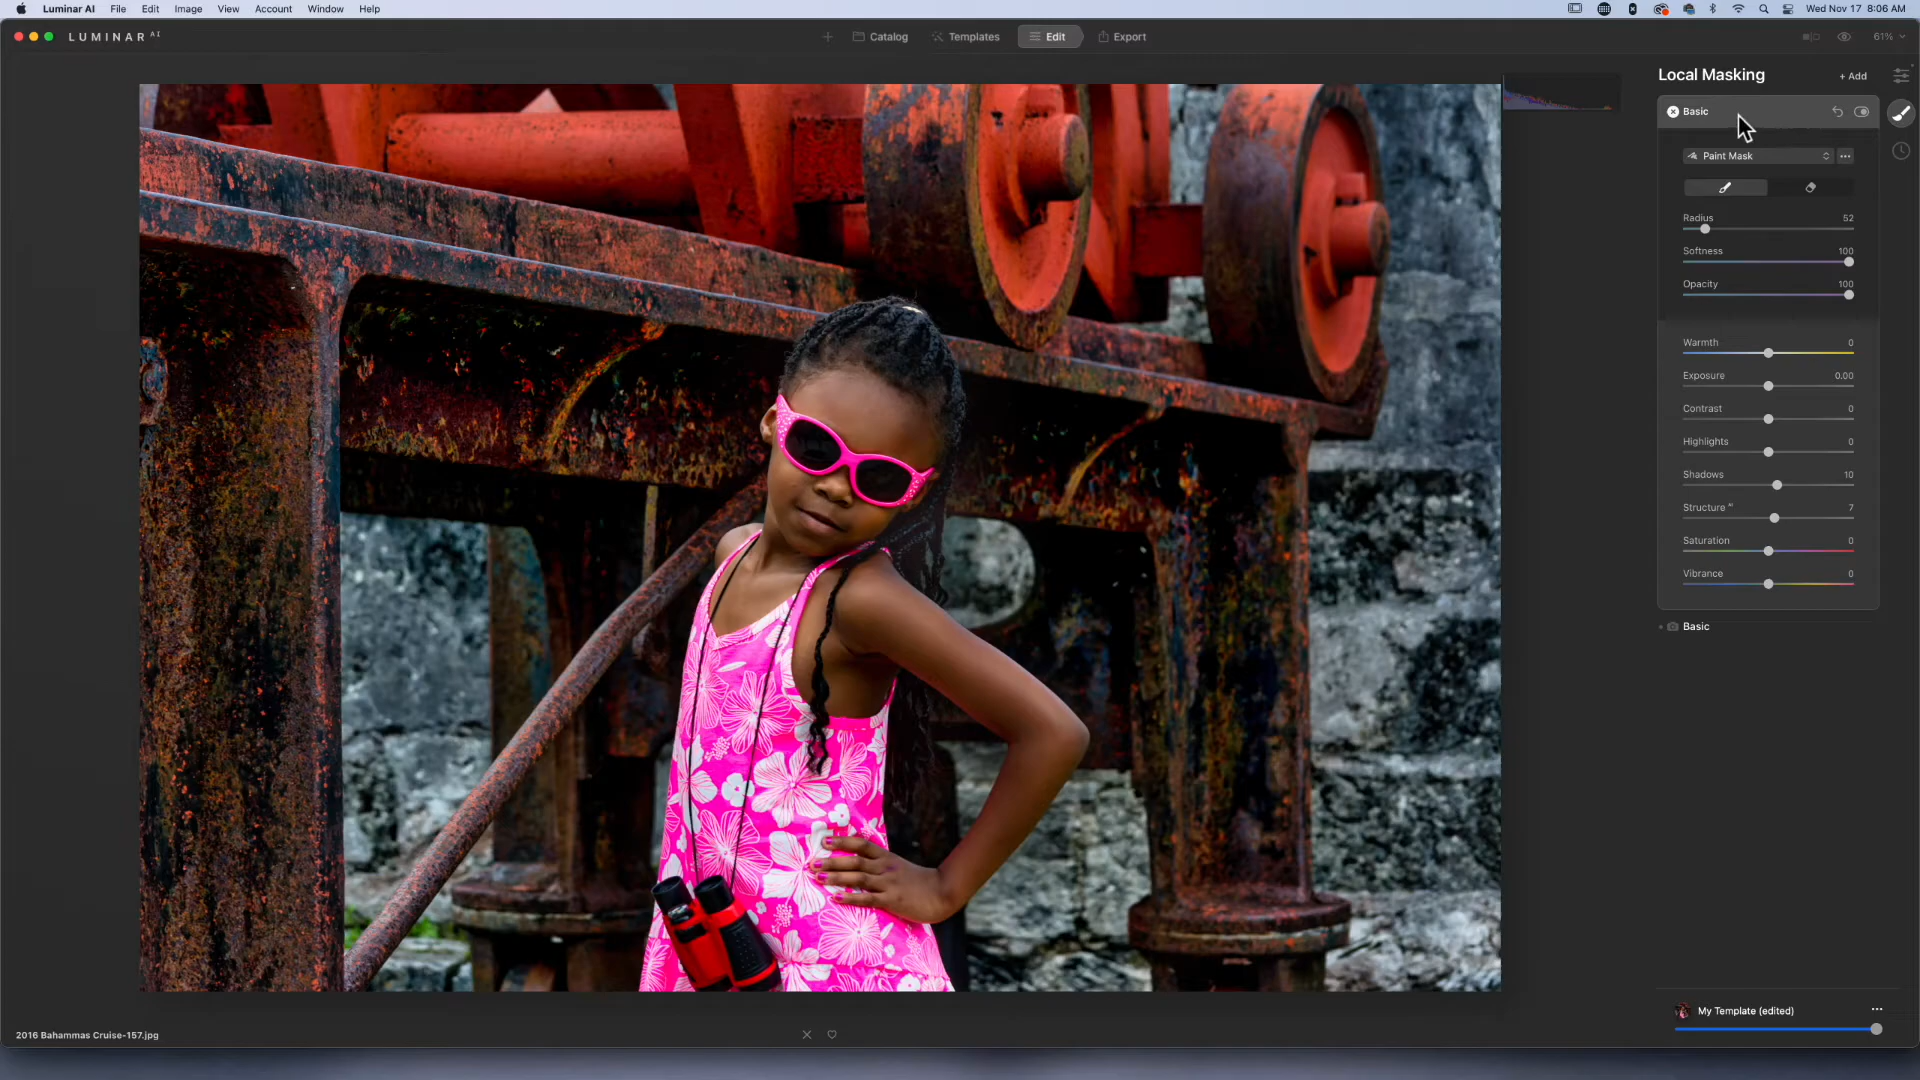 Luminar AI File Edit Image View Account Window Help Wed Nov 17 8:06 AM
LUMINAR AI + Catalog Templates Edit Export 61%
Local Masking + Add
Basic
Paint Mask
Radius 52
Softness 100
Opacity 100
Warmth 0
Exposure 0.00
Contrast 0
Highlights 0
Shadows 10
Structure AI 7
Saturation 0
Vibrance 0
Basic
My Template (edited)
2016 Bahammas Cruise-157.jpg